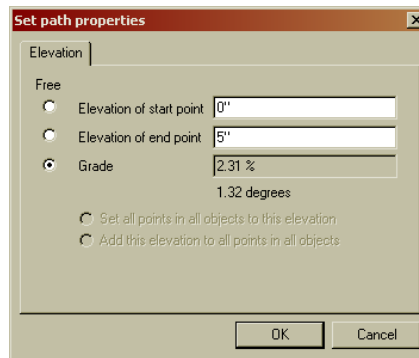 Set path properties
Elevation
Free
Elevation of start point 0"
Elevation of end point 5"
Grade 2.31 %
1.32 degrees
Set all points in all objects to this elevation
Add this elevation to all points in all objects
OK Cancel